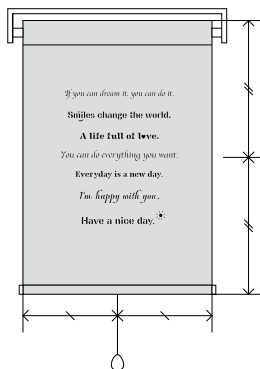 If you can dream it, you can do it.
Smiles change the world.
A life full of love.
You can do everything you want.
Everyday is a new day.
I'm happy with you.
Have a nice day.